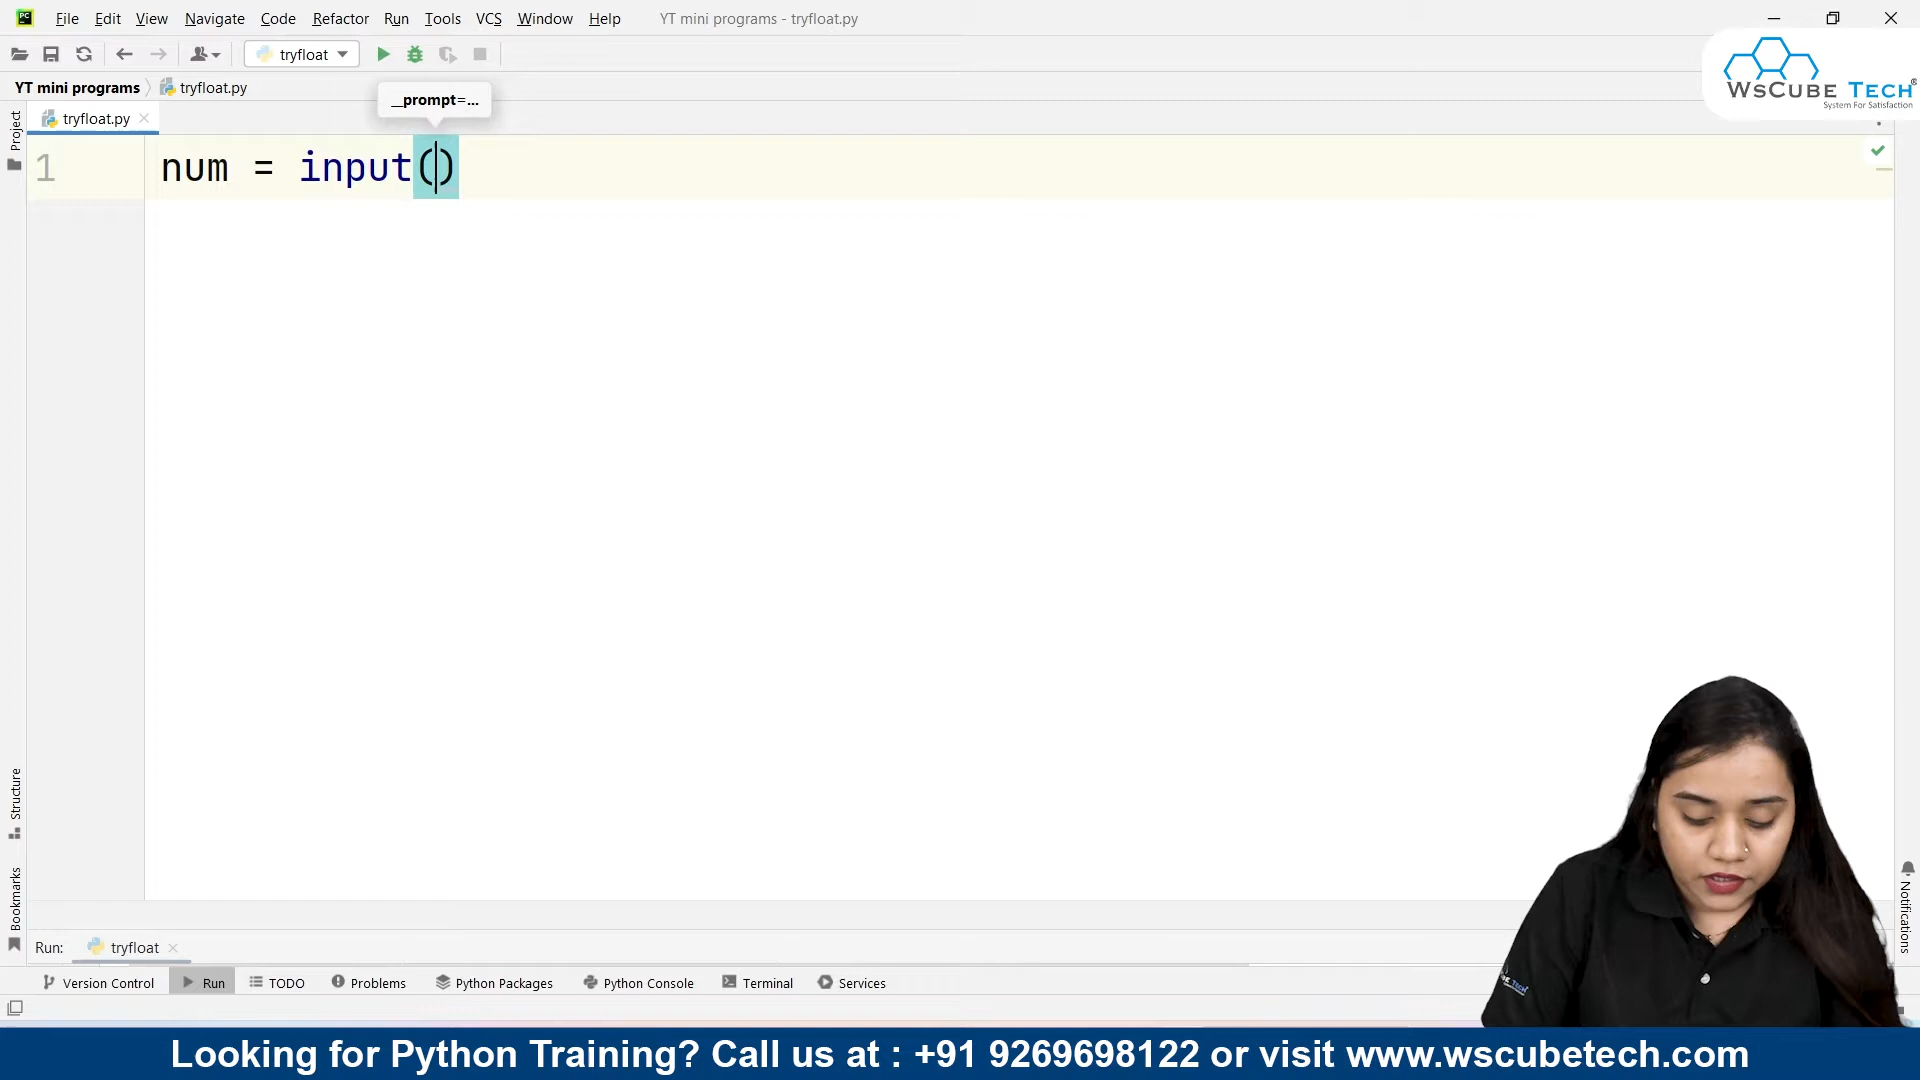 File Edit View Navigate Code Refactor Run Tools VCS Window Help YT mini programs - tryfloat.py
tryfloat
WsCube Tech®
System For Satisfaction
YT mini programs tryfloat.py
__prompt=...
tryfloat.py
Project
1 num = input()
Structure
Bookmarks
Notifications
Run: tryfloat
Version Control Run TODO Problems Python Packages Python Console Terminal Services
Looking for Python Training? Call us at : +91 9269698122 or visit www.wscubetech.com